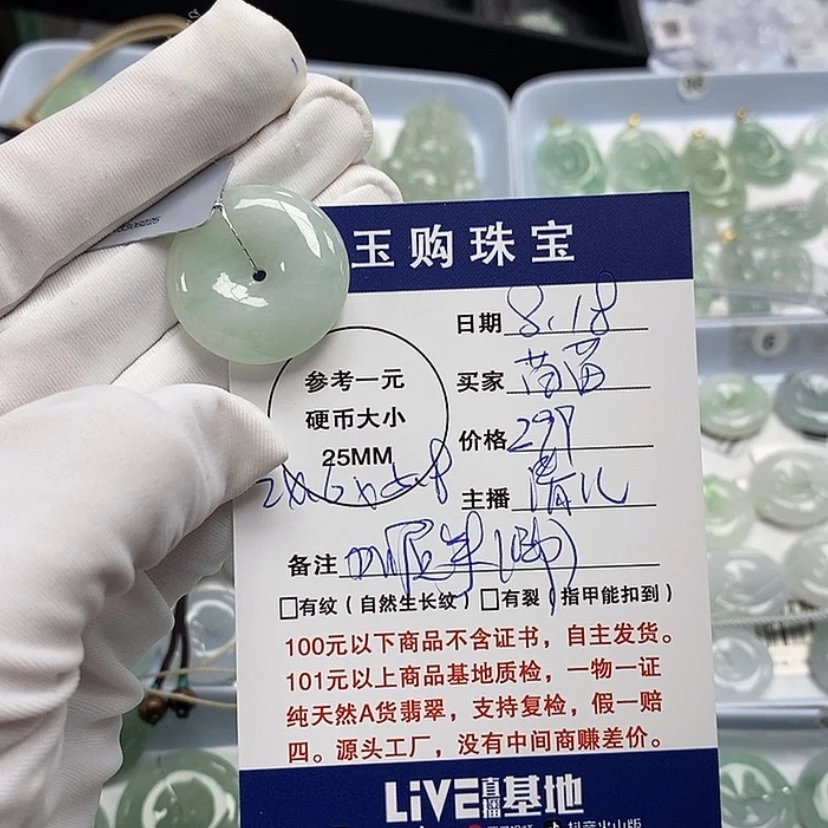 玉购珠宝
日期 8.18
参考一元
硬币大小
25MM
买家
价格 299
主播 清儿
备注
□有纹（自然生长纹）□有裂（指甲能扣到）
100元以下商品不含证书，自主发货。
101元以上商品基地质检，一物一证
纯天然A货翡翠，支持复检，假一赔
四。源头工厂，没有中间商赚差价。
LiVE直播基地